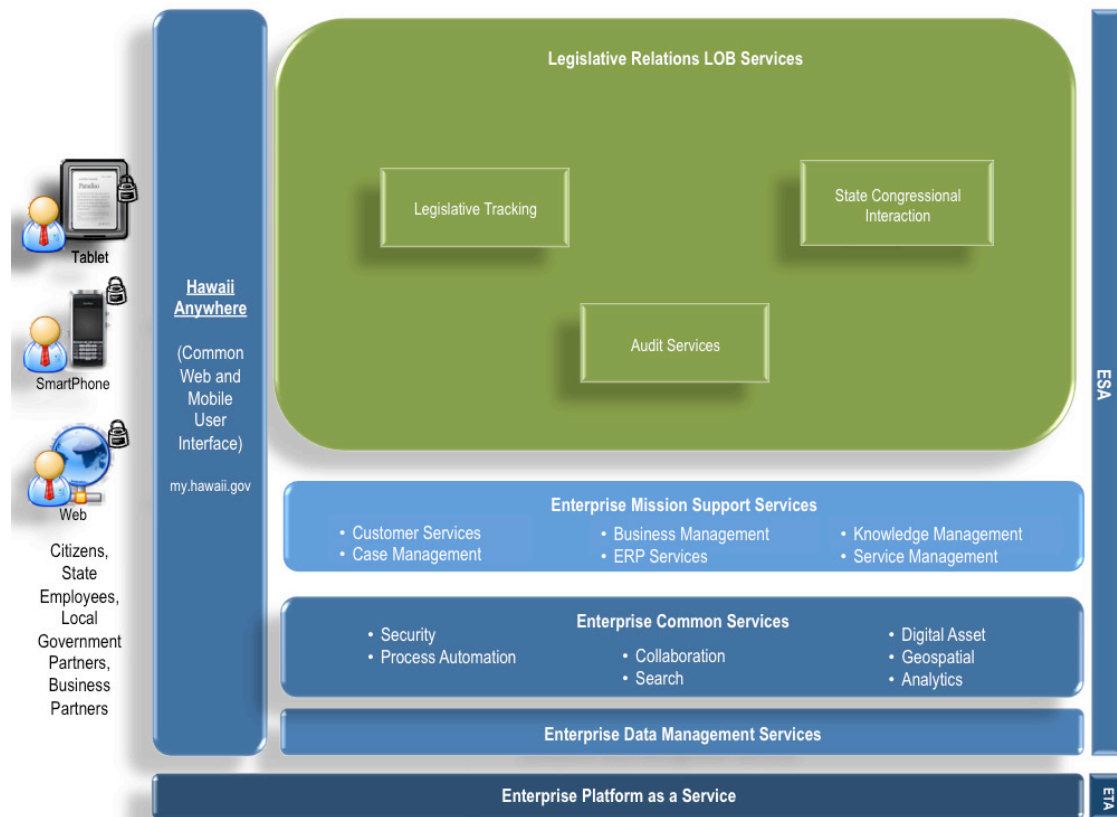 Legislative Relations LOB Services
Legislative Tracking
State Congressional
Interaction
Audit Services
Tablet
SmartPhone
Web
Citizens,
State
Employees,
Local
Government
Partners,
Business
Partners
Hawaii
Anywhere
(Common
Web and
Mobile
User
Interface)
my.hawaii.gov
Enterprise Mission Support Services
• Customer Services
• Case Management
• Business Management
• ERP Services
• Knowledge Management
• Service Management
Enterprise Common Services
• Security
• Process Automation
• Collaboration
• Search
• Digital Asset
• Geospatial
• Analytics
Enterprise Data Management Services
ESA
Enterprise Platform as a Service
ETA